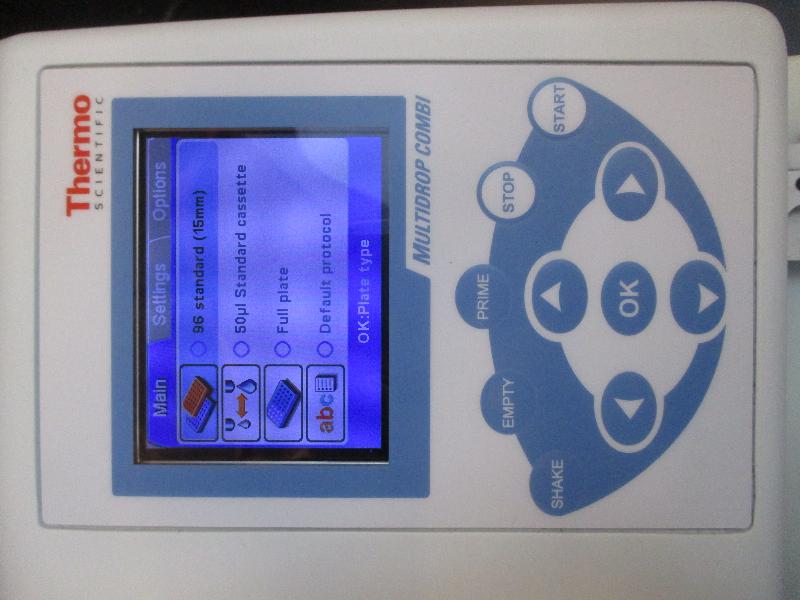 Thermo
SCIENTIFIC
Main Settings Options
96 standard (15mm)
50µl Standard cassette
Full plate
abc Default protocol
OK:Plate type
MULTIDROP COMBI
SHAKE
EMPTY
PRIME
STOP
START
OK